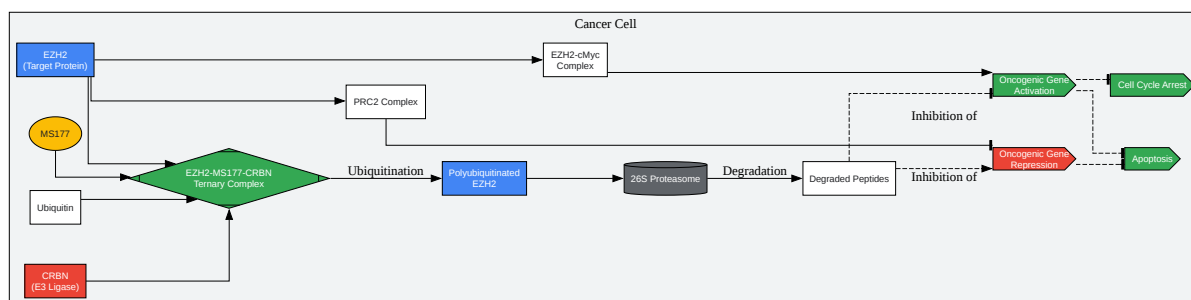 Cancer Cell
EZH2
(Target Protein)
EZH2-cMyc
Complex
Oncogenic Gene
Activation
Cell Cycle Arrest
PRC2 Complex
Inhibition of
MS177
EZH2-MS177-CRBN
Ternary Complex
Ubiquitination
Polyubiquitinated
EZH2
26S Proteasome
Degradation
Degraded Peptides
Inhibition of
Oncogenic Gene
Repression
Apoptosis
Ubiquitin
CRBN
(E3 Ligase)